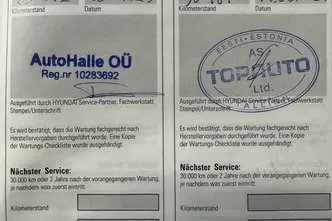 Kilometerstand Datum
AutoHalle OÜ
Reg.nr 10283692
Ausgeführt durch HYUNDAI Service-Partner, Fachwerkstatt
Stempel/Unterschrift
Es wird bestätigt, dass die Wartung fachgerecht nach
Herstellervorgaben durchgeführt wurde. Eine Kopie
der Wartungs-Checkliste wurde ausgehändigt.
Nächster Service:
30.000 km oder 2 Jahre nach der vorangegangenen Wartung,
je nachdem was zuerst eintritt.
Kilometerstand
Kilometerstand Datum
EESTI - ESTONIA
AS
TOPAUTO
Ltd.
TALLINN
Ausgeführt durch HYUNDAI Service-Partner, Fachwerkstatt
Stempel/Unterschrift
Es wird bestätigt, dass die Wartung fachgerecht nach
Herstellervorgaben durchgeführt wurde. Eine Kopie
der Wartungs-Checkliste wurde ausgehändigt.
Nächster Service:
30.000 km oder 2 Jahre nach der vorangegangenen Wartung,
je nachdem was zuerst eintritt.
Kilometerstand